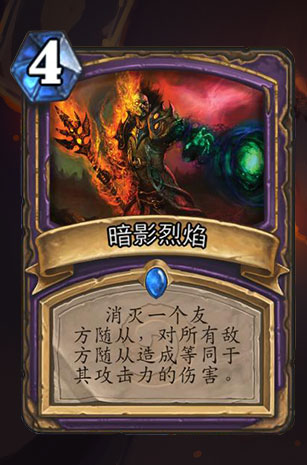 4
暗影烈焰
消灭一个友
方随从，对所有敌
方随从造成等同于
其攻击力的伤害。